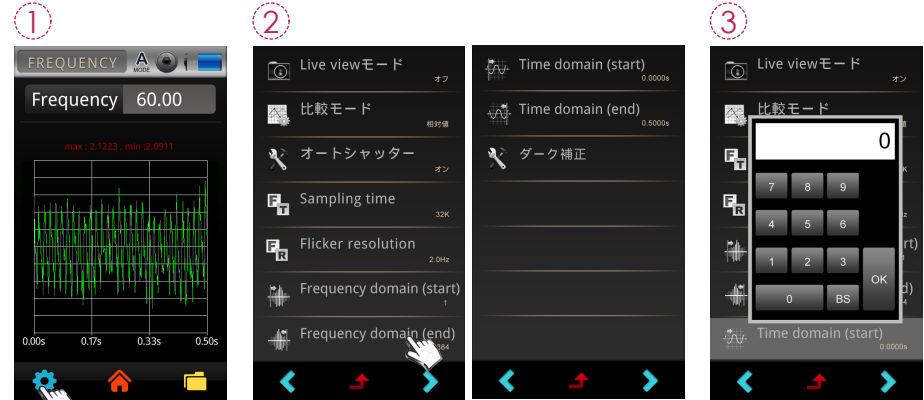 1
FREQUENCY A MODE i
Frequency 60.00
max : 2.1223 , min :2.0911
0.00s 0.17s 0.33s 0.50s
2
Live viewモード
オフ
比較モード
相対値
オートシャッター
オン
Sampling time
32K
Flicker resolution
2.0Hz
Frequency domain (start)
1
Frequency domain (end)
384
Time domain (start)
0.0000s
Time domain (end)
0.5000s
ダーク補正
3
Live viewモード
オン
比較モード
値
0
7 8 9
4 5 6
1 2 3
0 BS OK
Time domain (start)
0.0000s